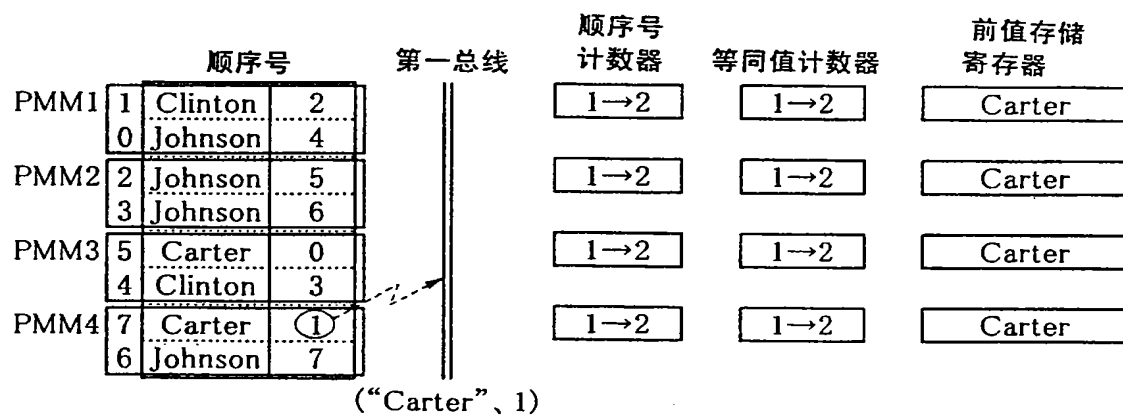 顺序号 第一总线 顺序号计数器 等同值计数器 前值存储寄存器
PMM1 1 Clinton 2 1→2 1→2 Carter
0 Johnson 4
PMM2 2 Johnson 5 1→2 1→2 Carter
3 Johnson 6
PMM3 5 Carter 0 1→2 1→2 Carter
4 Clinton 3
PMM4 7 Carter 1 1→2 1→2 Carter
6 Johnson 7
(“Carter”、1)